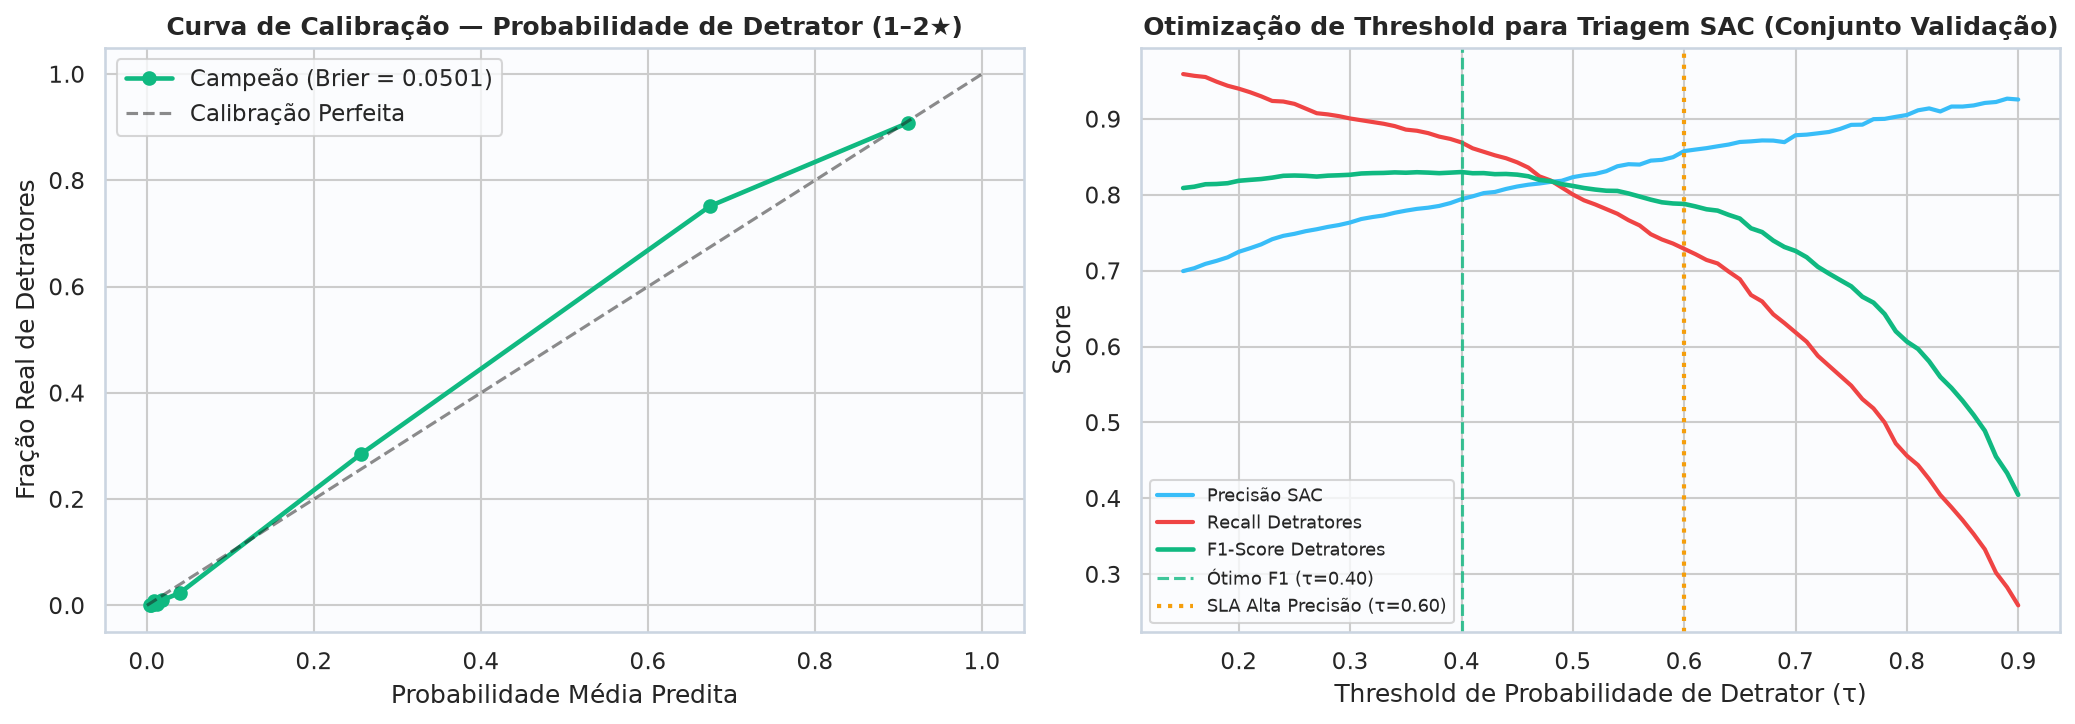 Curva de Calibração — Probabilidade de Detrator (1–2★)
Campeão (Brier = 0.0501)
Calibração Perfeita
Fração Real de Detratores
1.0
0.8
0.6
0.4
0.2
0.0
0.0 0.2 0.4 0.6 0.8 1.0
Probabilidade Média Predita
Otimização de Threshold para Triagem SAC (Conjunto Validação)
Score
0.9
0.8
0.7
0.6
0.5
0.4
0.3
Precisão SAC
Recall Detratores
F1-Score Detratores
Ótimo F1 (τ=0.40)
SLA Alta Precisão (τ=0.60)
0.2 0.3 0.4 0.5 0.6 0.7 0.8 0.9
Threshold de Probabilidade de Detrator (τ)